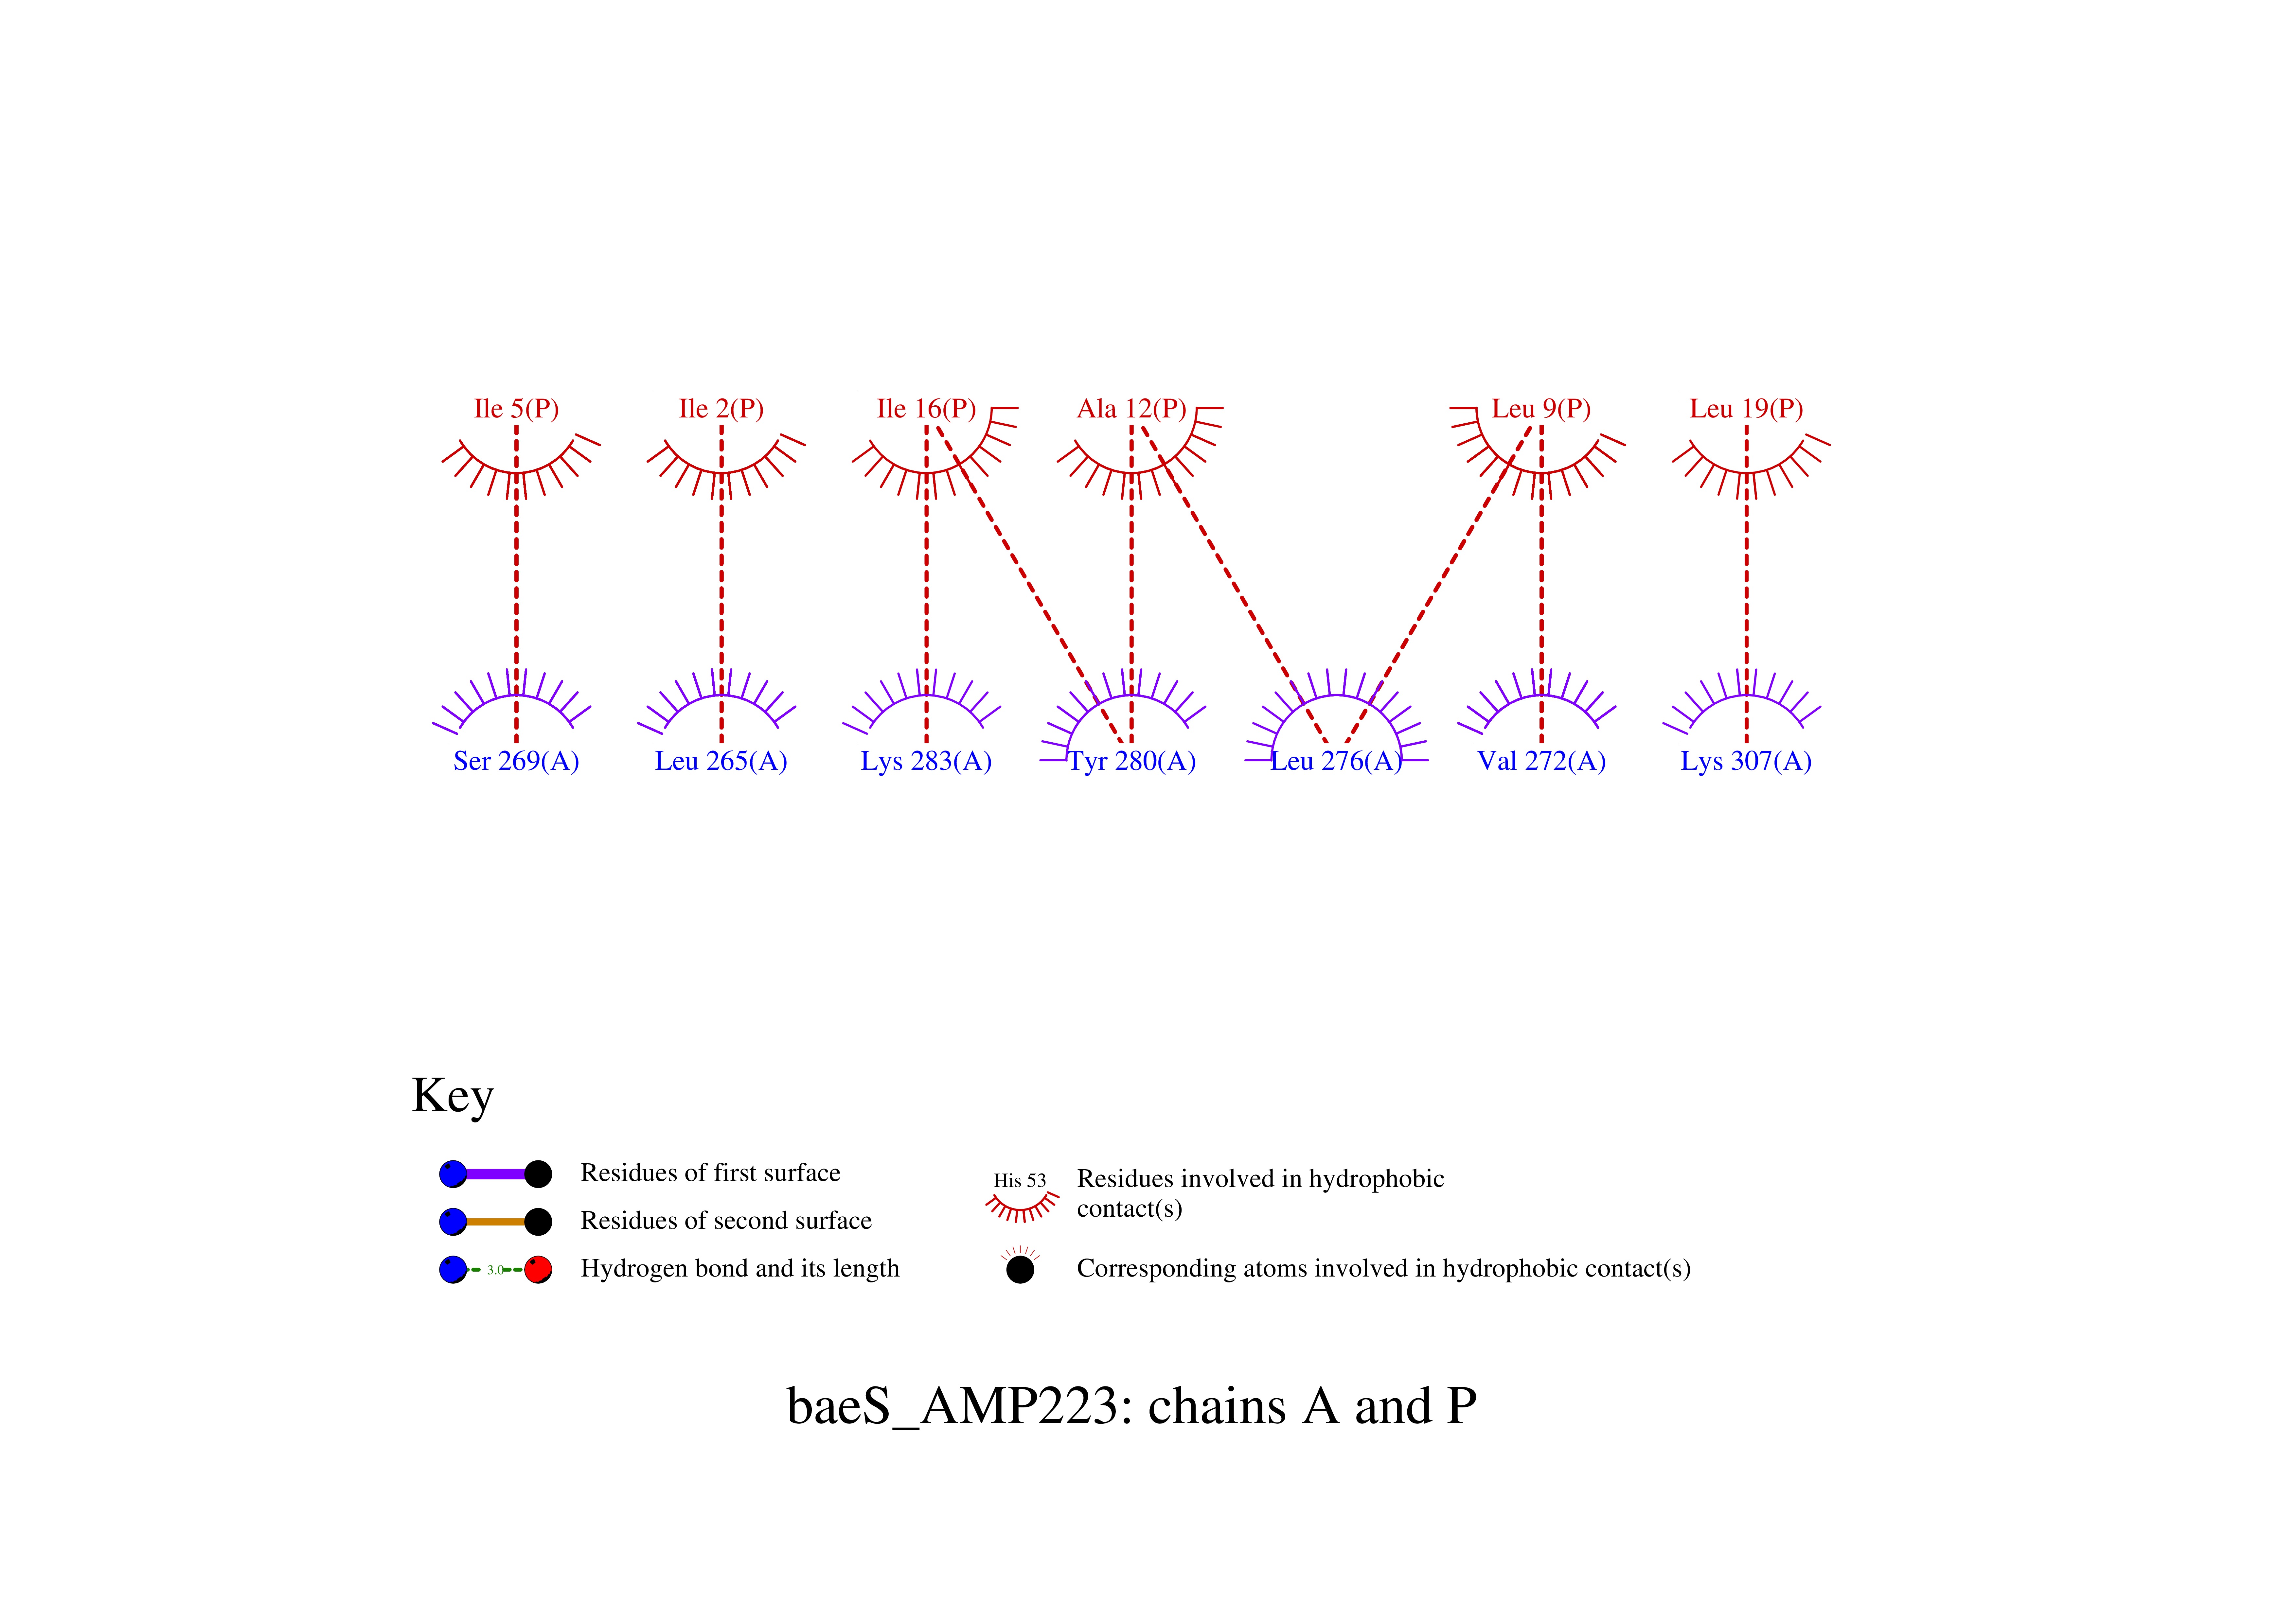 Ile 5(P) Ile 2(P) Ile 16(P) Ala 12(P) Leu 9(P) Leu 19(P)
Ser 269(A) Leu 265(A) Lys 283(A) Tyr 280(A) Leu 276(A) Val 272(A) Lys 307(A)
Key
Residues of first surface
Residues of second surface
3.0 Hydrogen bond and its length
His 53 Residues involved in hydrophobic
contact(s)
Corresponding atoms involved in hydrophobic contact(s)
baeS_AMP223: chains A and P